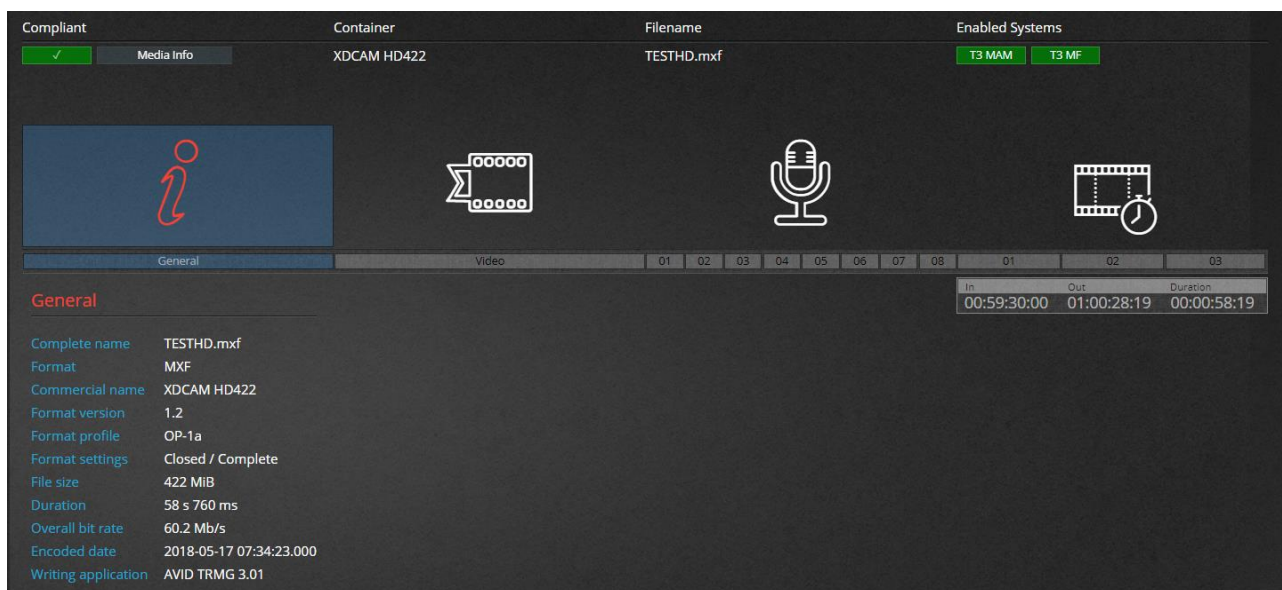 Compliant Container Filename Enabled Systems
✓ Media Info XDCAM HD422 TESTHD.mxf T3 MAM T3 MF
General Video 01 02 03 04 05 06 07 08 01 02 03
General
In Out Duration
00:59:30:00 01:00:28:19 00:00:58:19
Complete name TESTHD.mxf
Format MXF
Commercial name XDCAM HD422
Format version 1.2
Format profile OP-1a
Format settings Closed / Complete
File size 422 MiB
Duration 58 s 760 ms
Overall bit rate 60.2 Mb/s
Encoded date 2018-05-17 07:34:23.000
Writing application AVID TRMG 3.01